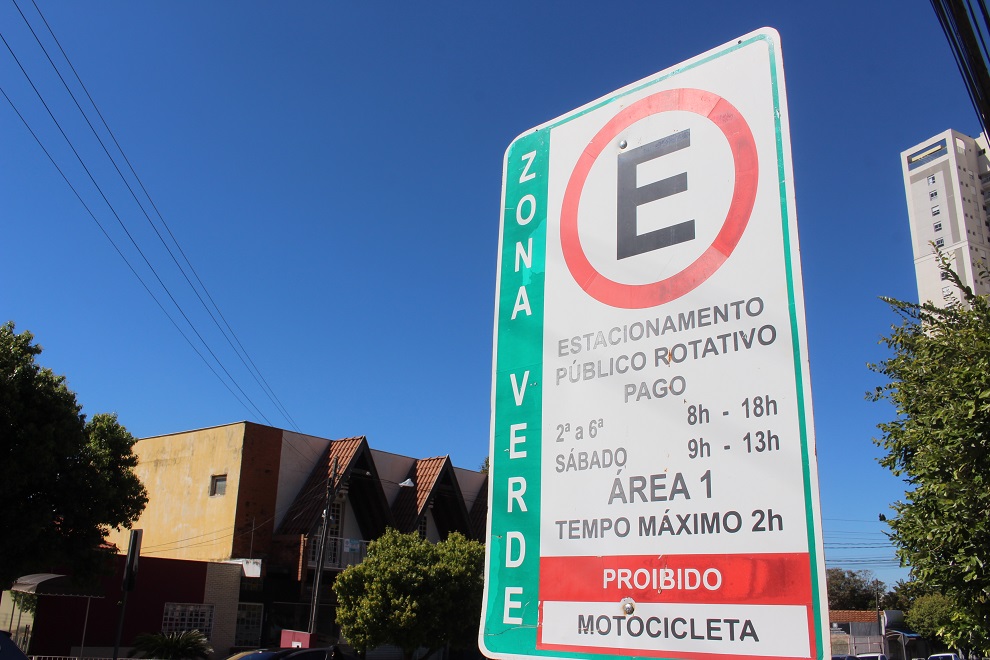 ZONA VERDE
E
ESTACIONAMENTO
PÚBLICO ROTATIVO
PAGO
2ª a 6ª 8h - 18h
SÁBADO 9h - 13h
ÁREA 1
TEMPO MÁXIMO 2h
PROIBIDO
MOTOCICLETA